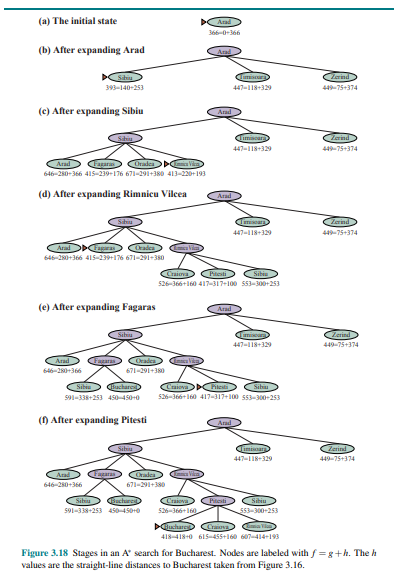 (a) The initial state
Arad
366=0+366
(b) After expanding Arad
Arad
Sibiu Timisoara Zerind
393=140+253 447=118+329 449=75+374
(c) After expanding Sibiu
Arad
Sibiu Timisoara Zerind
447=118+329 449=75+374
Arad Fagaras Oradea Rimnicu Vilcea
646=280+366 415=239+176 671=291+380 413=220+193
(d) After expanding Rimnicu Vilcea
Arad
Sibiu Timisoara Zerind
447=118+329 449=75+374
Arad Fagaras Oradea Rimnicu Vilcea
646=280+366 415=239+176 671=291+380
Craiova Pitesti Sibiu
526=366+160 417=317+100 553=300+253
(e) After expanding Fagaras
Arad
Sibiu Timisoara Zerind
447=118+329 449=75+374
Arad Fagaras Oradea Rimnicu Vilcea
646=280+366 671=291+380
Sibiu Bucharest Craiova Pitesti Sibiu
591=338+253 450=450+0 526=366+160 417=317+100 553=300+253
(f) After expanding Pitesti
Arad
Sibiu Timisoara Zerind
447=118+329 449=75+374
Arad Fagaras Oradea Rimnicu Vilcea
646=280+366 671=291+380
Sibiu Bucharest Craiova Pitesti Sibiu
591=338+253 450=450+0 526=366+160 553=300+253
Bucharest Craiova Rimnicu Vilcea
418=418+0 615=455+160 607=414+193
Figure 3.18 Stages in an A* search for Bucharest. Nodes are labeled with f = g+h. The h
values are the straight-line distances to Bucharest taken from Figure 3.16.